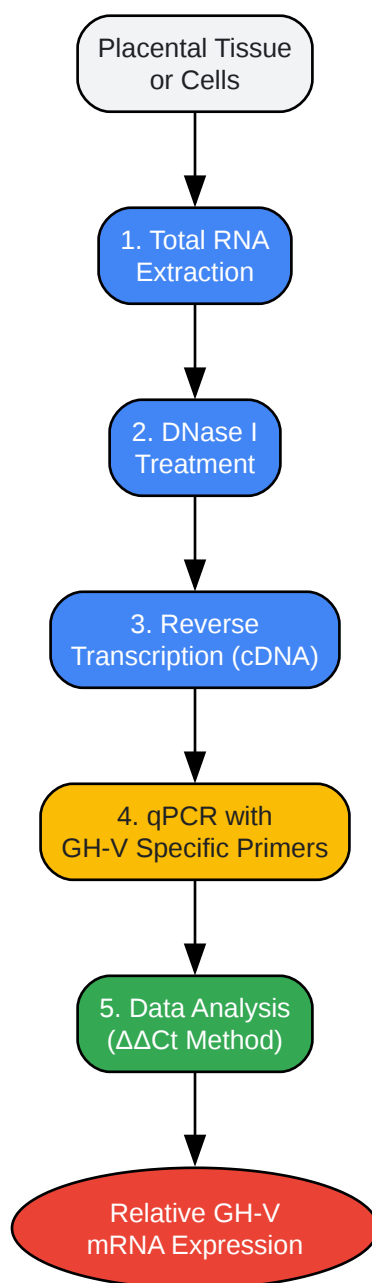 Placental Tissue
or Cells
1. Total RNA
Extraction
2. DNase I
Treatment
3. Reverse
Transcription (cDNA)
4. qPCR with
GH-V Specific Primers
5. Data Analysis
(ΔΔCt Method)
Relative GH-V
mRNA Expression